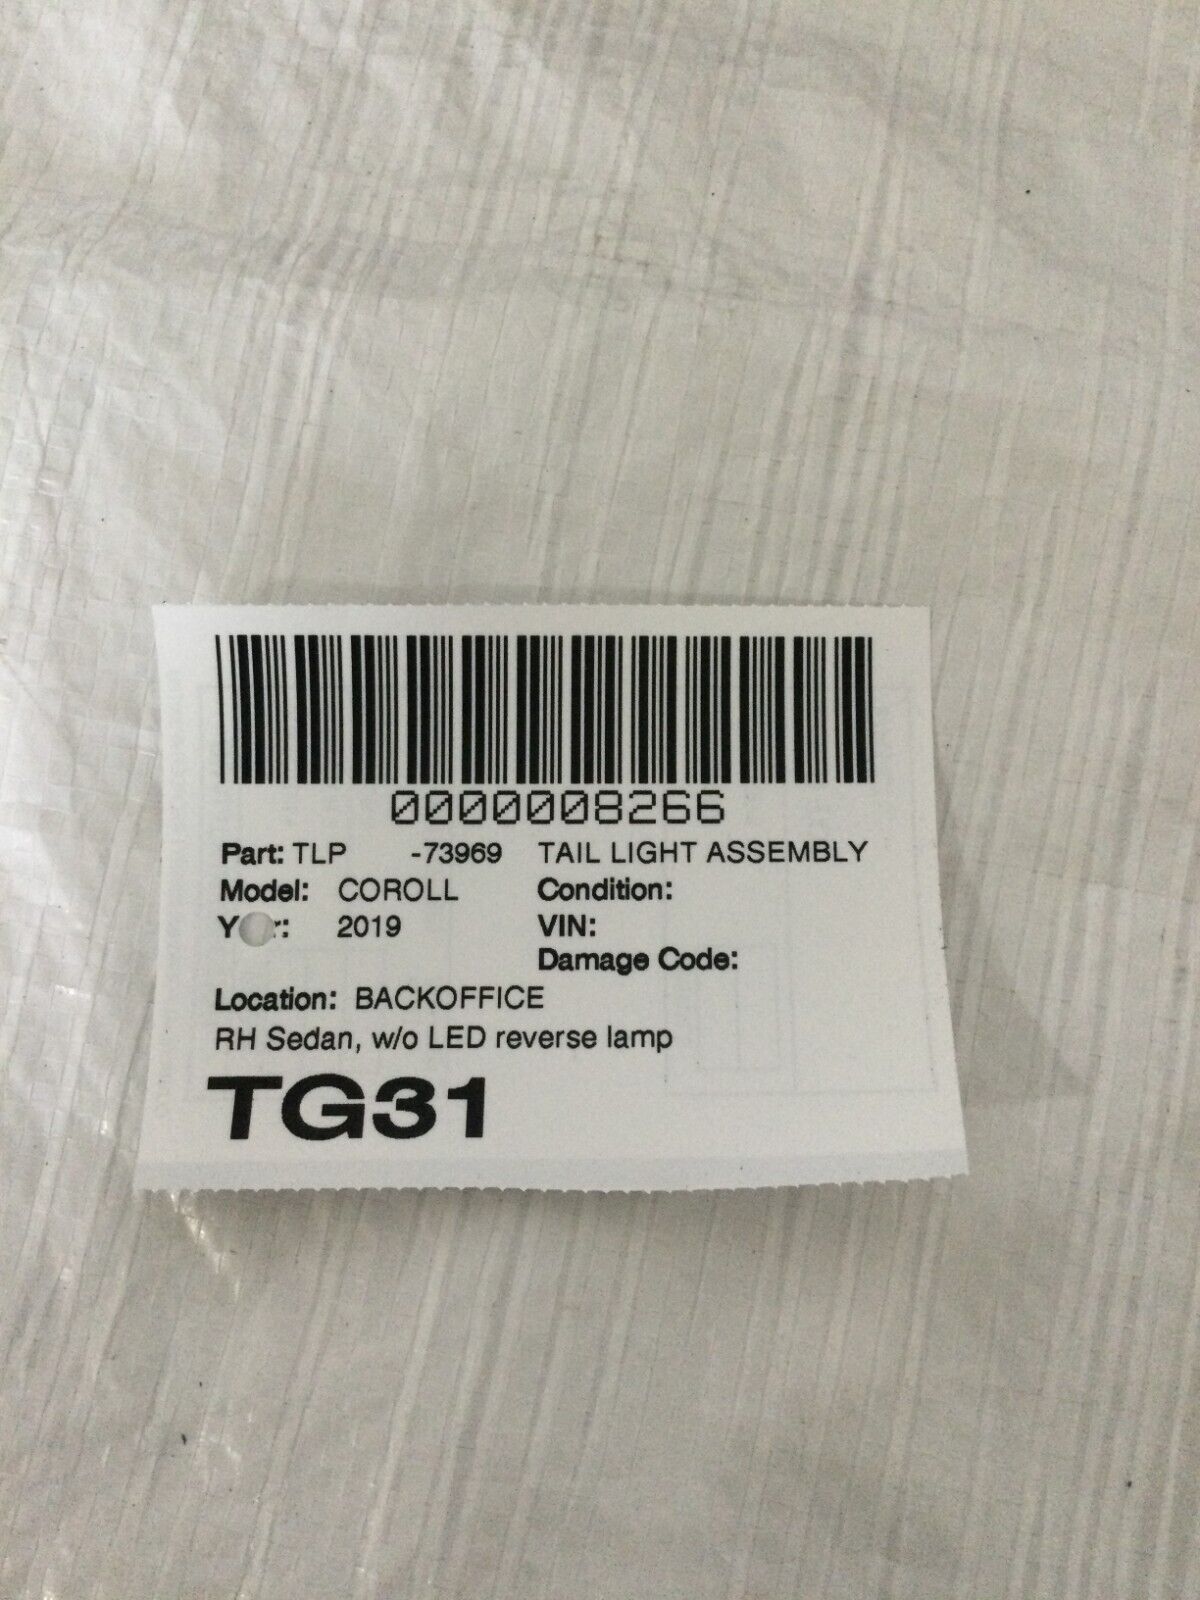 0000008266
Part: TLP -73969 TAIL LIGHT ASSEMBLY
Model: COROLL Condition:
2019 VIN:
Damage Code:
Location: BACKOFFICE
RH Sedan, w/o LED reverse lamp
TG31